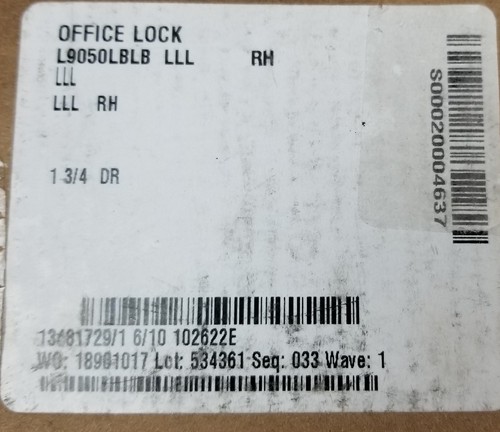 OFFICE LOCK
L9050LBLB LLL RH
LLL
LLL RH
1 3/4 DR
S000200004637
13481729/1 6/10 102622E
WO: 18901017 Lot: 534361 Seq: 033 Wave: 1